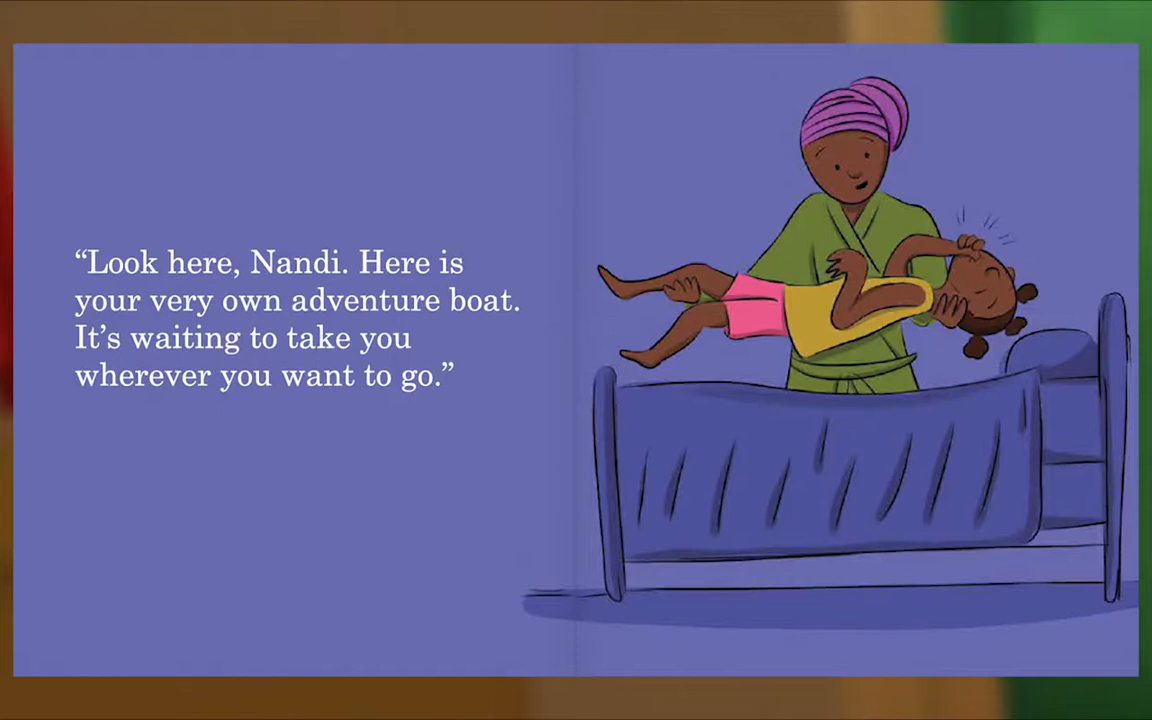 “Look here, Nandi. Here is
your very own adventure boat.
It’s waiting to take you
wherever you want to go.”